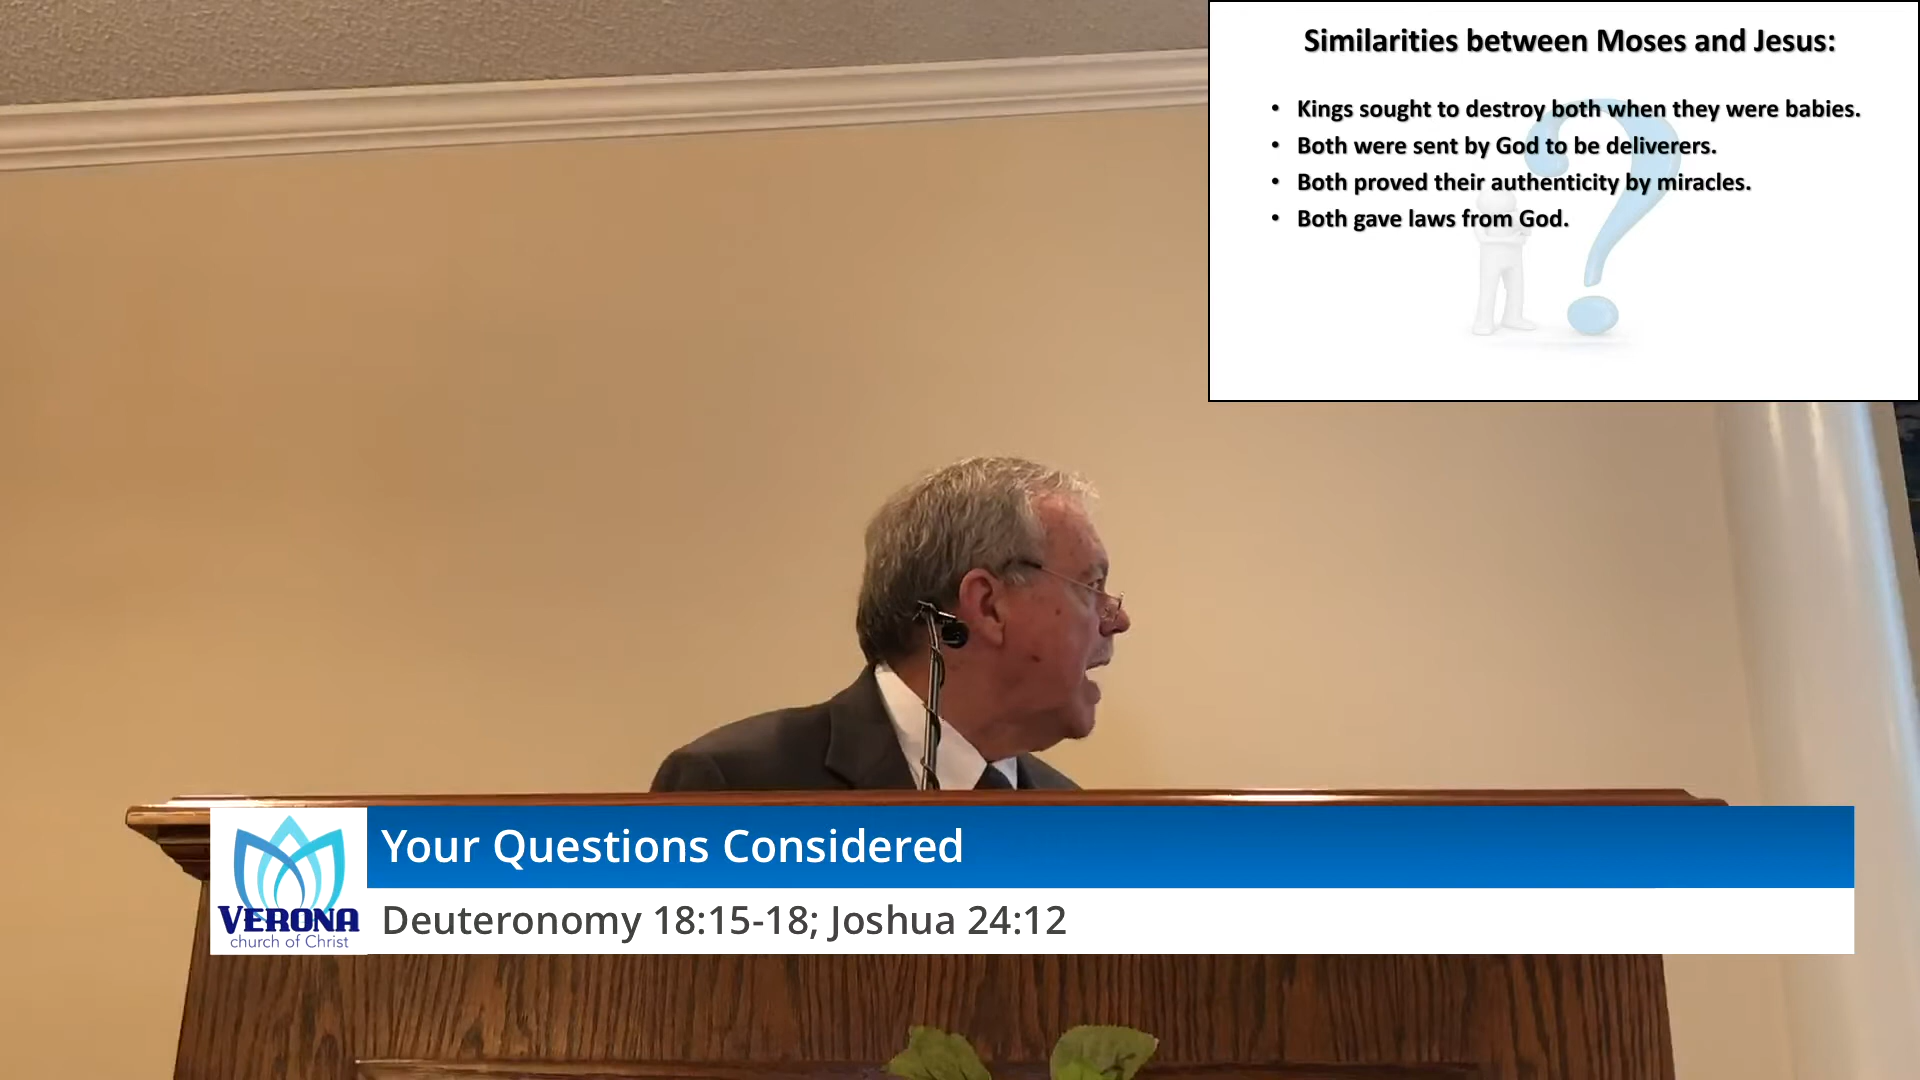 Similarities between Moses and Jesus:
• Kings sought to destroy both when they were babies.
• Both were sent by God to be deliverers.
• Both proved their authenticity by miracles.
• Both gave laws from God.
Your Questions Considered
VERONA
church of Christ
Deuteronomy 18:15-18; Joshua 24:12